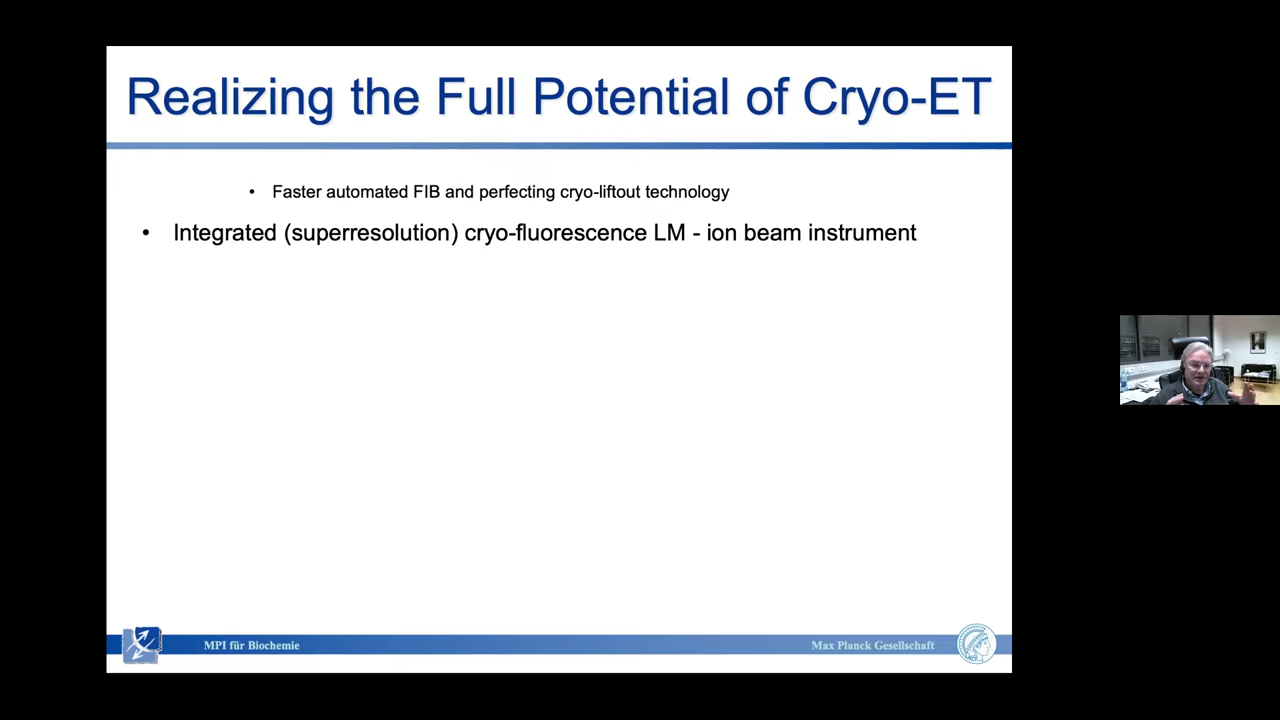 Realizing the Full Potential of Cryo-ET
• Faster automated FIB and perfecting cryo-liftout technology
• Integrated (superresolution) cryo-fluorescence LM - ion beam instrument
MPI für Biochemie
Max Planck Gesellschaft